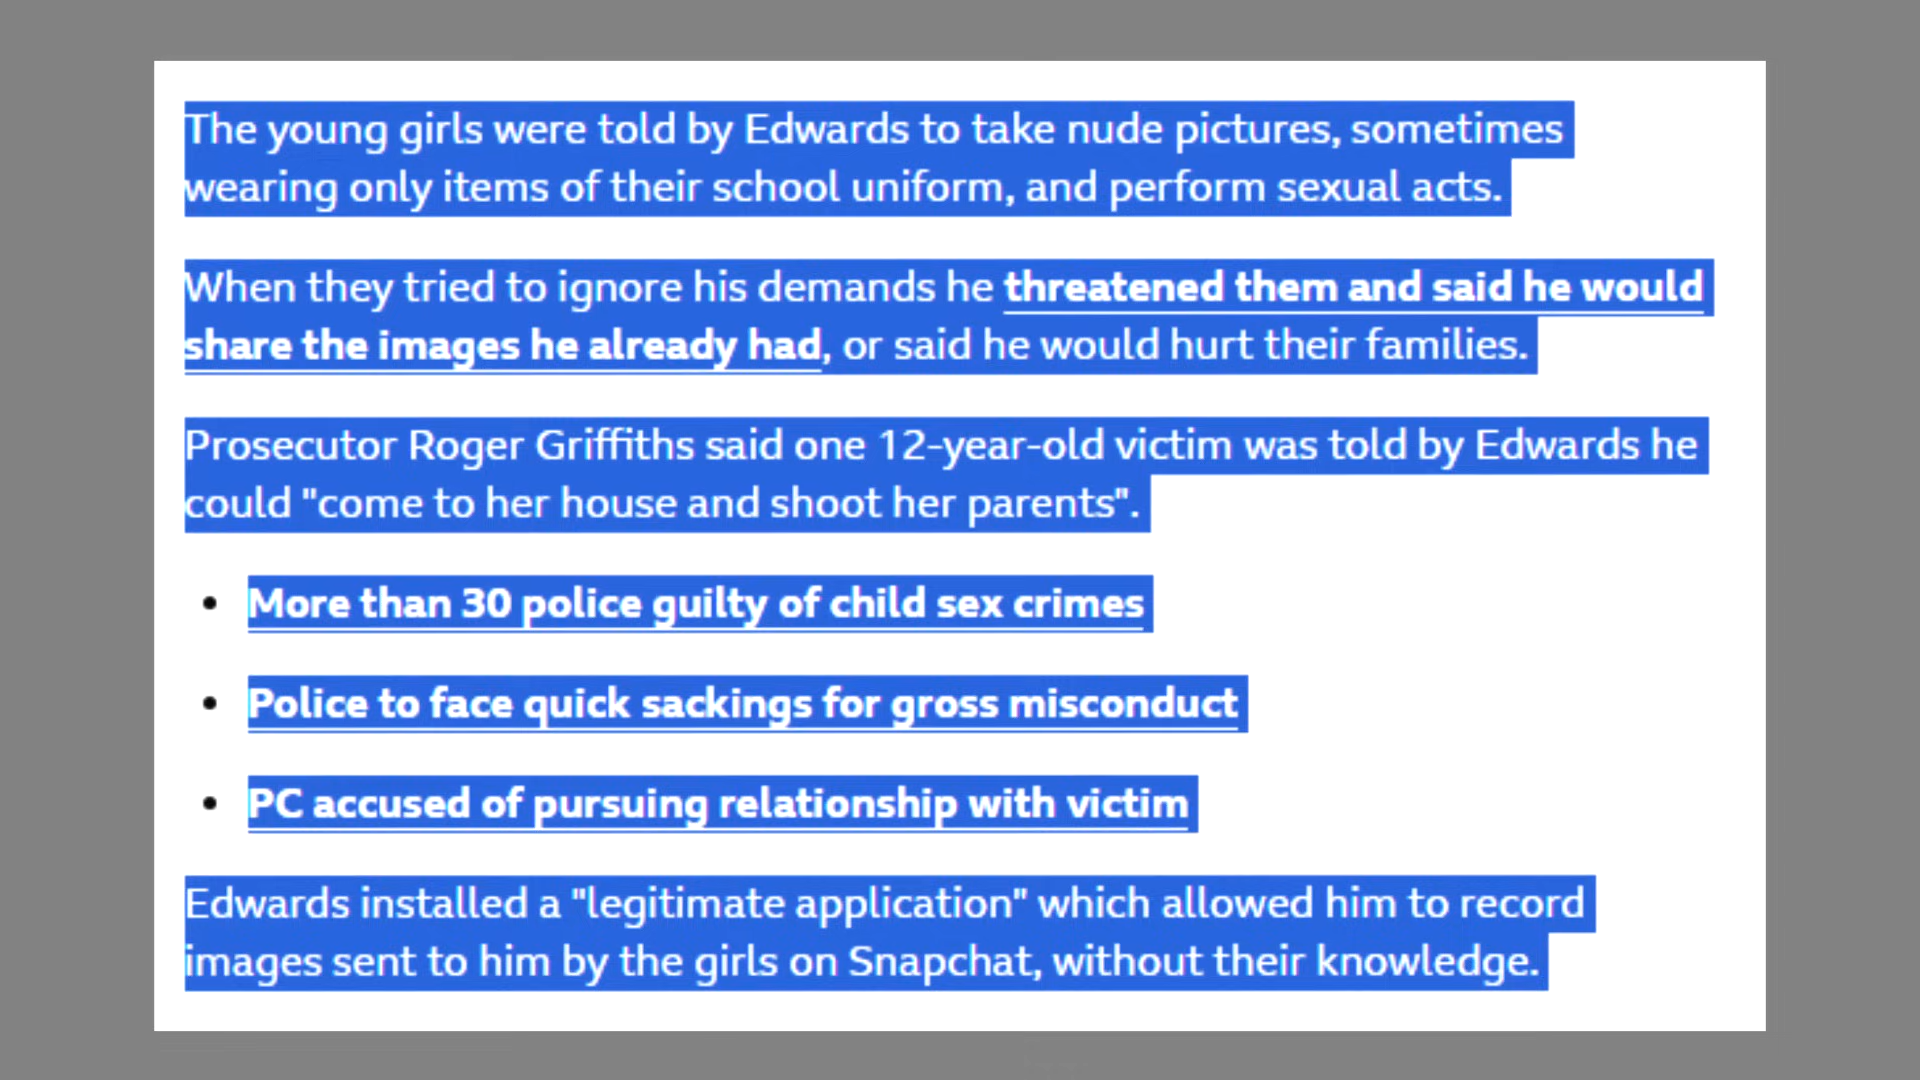 The young girls were told by Edwards to take nude pictures, sometimes
wearing only items of their school uniform, and perform sexual acts.
When they tried to ignore his demands he threatened them and said he would
share the images he already had, or said he would hurt their families.
Prosecutor Roger Griffiths said one 12-year-old victim was told by Edwards he
could "come to her house and shoot her parents".
• More than 30 police guilty of child sex crimes
• Police to face quick sackings for gross misconduct
• PC accused of pursuing relationship with victim
Edwards installed a "legitimate application" which allowed him to record
images sent to him by the girls on Snapchat, without their knowledge.